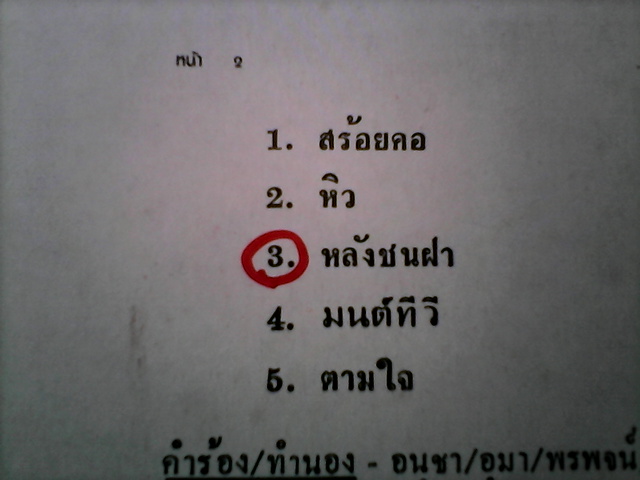 หน้า 2
1. สร้อยคอ
2. หิว
3. หลังชนฝา
4. มนต์ทีวี
5. ตามใจ
คำร้อง/ทำนอง - อนชา/อมา/พรพจน์